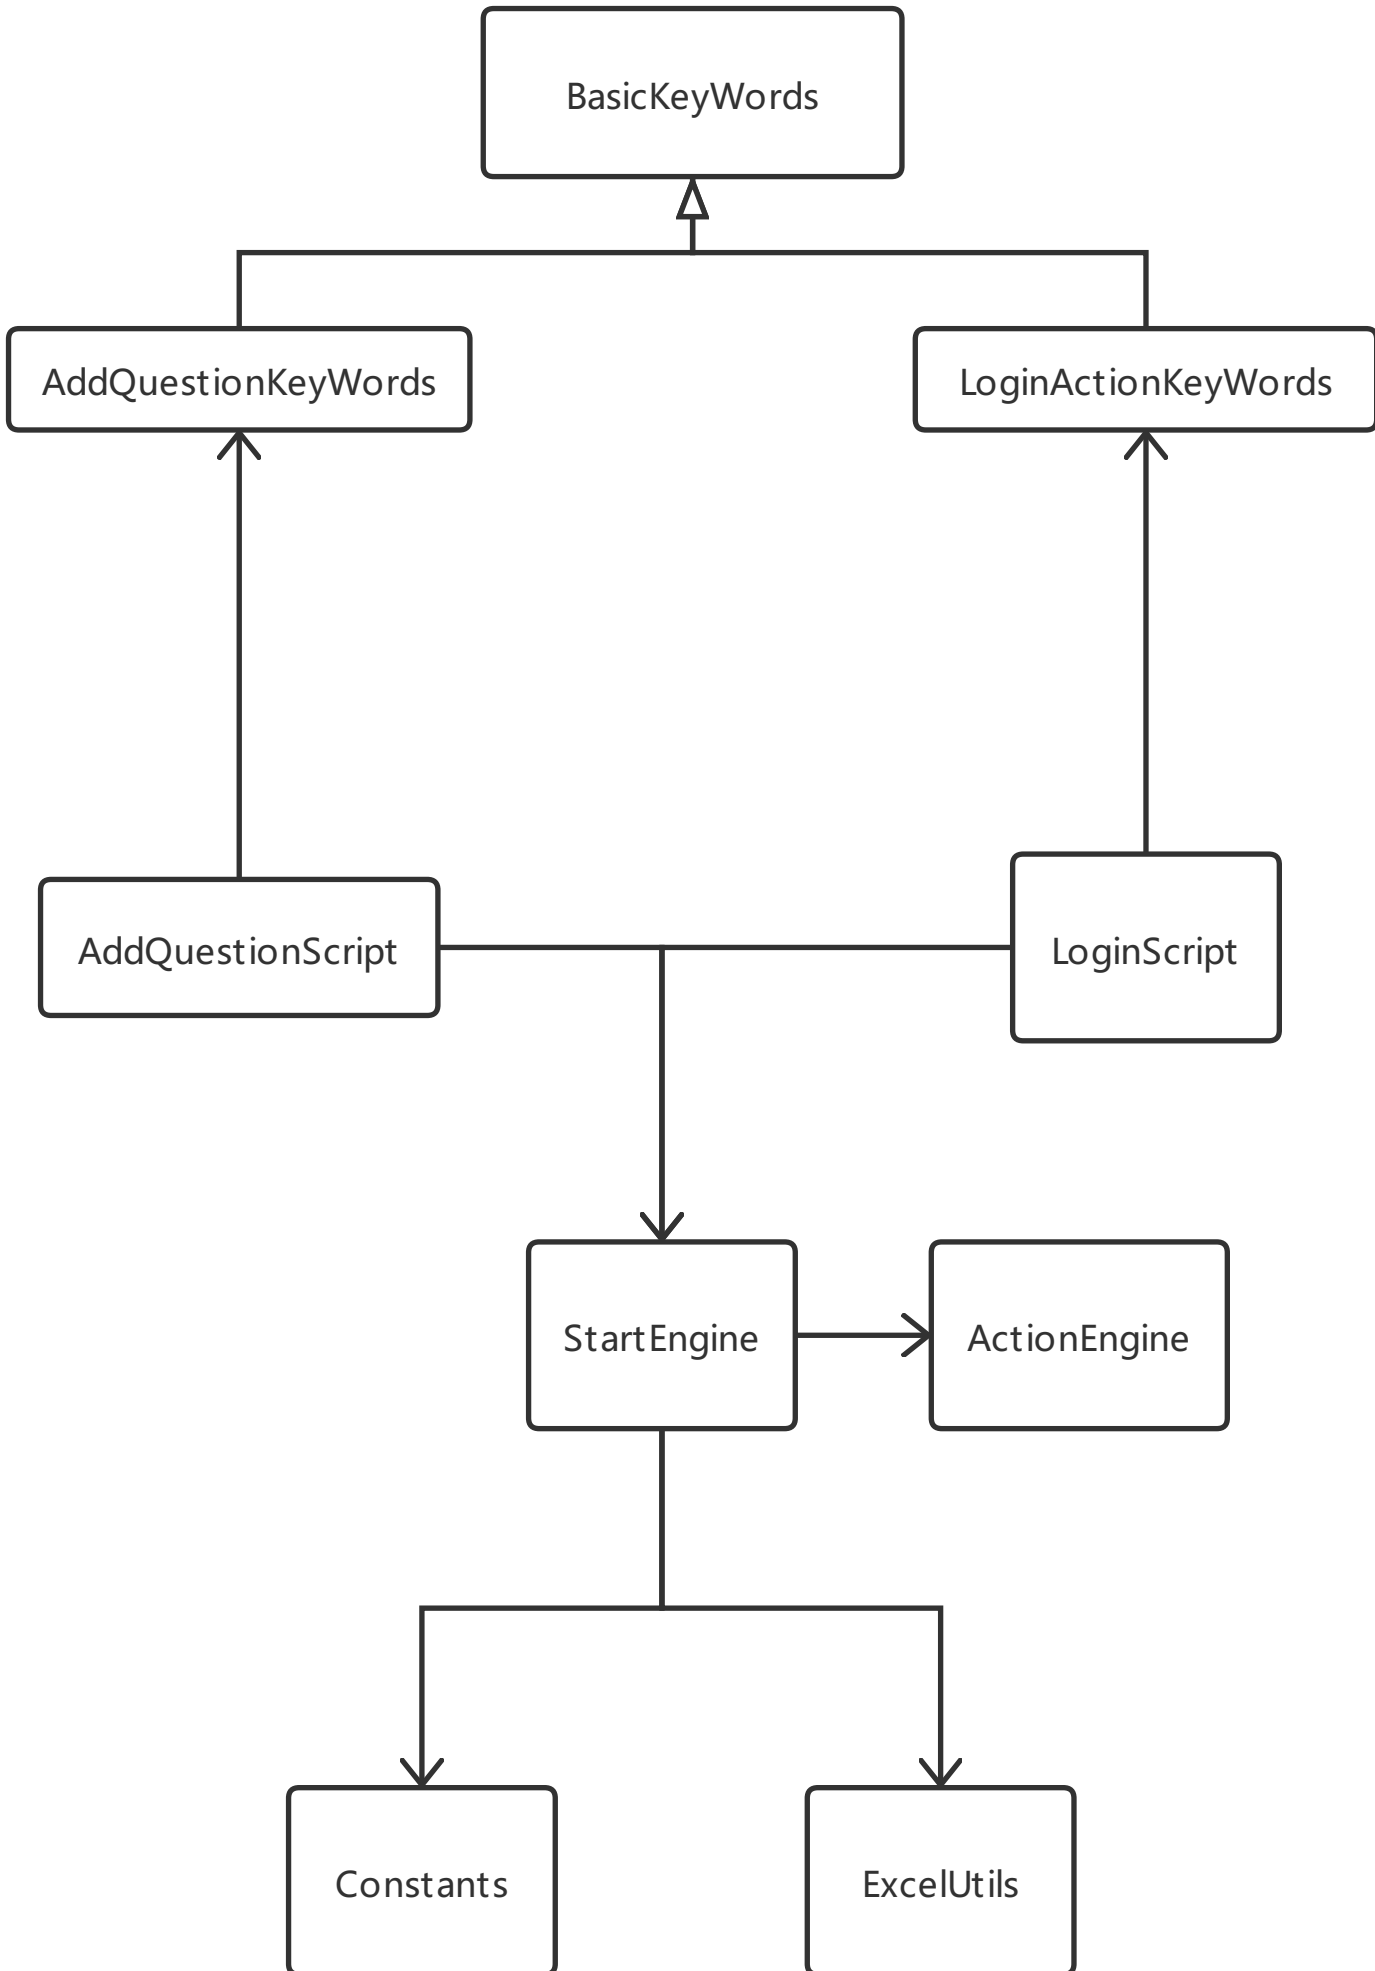 BasicKeyWords
AddQuestionKeyWords
LoginActionKeyWords
AddQuestionScript
LoginScript
StartEngine
ActionEngine
Constants
ExcelUtils